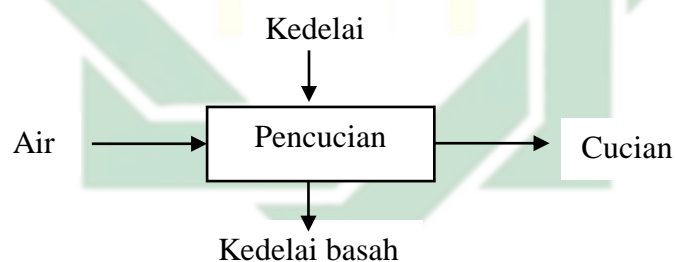 Kedelai
Air
Pencucian
Cucian
Kedelai basah